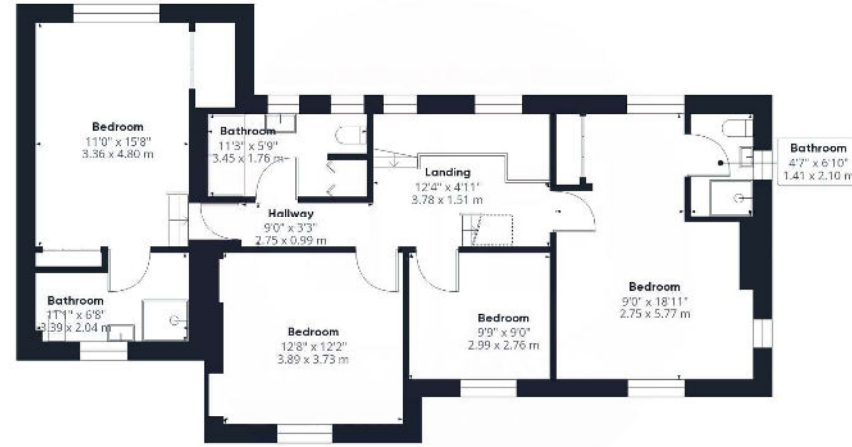 Bedroom
11'0" x 15'8"
3.36 x 4.80 m
Bathroom
11'3" x 5'9"
3.45 x 1.76 m
Landing
12'4" x 4'11"
3.78 x 1.51 m
Bathroom
4'7" x 6'10"
1.41 x 2.10 m
Hallway
9'0" x 3'3"
2.75 x 0.99 m
Bathroom
11'1" x 6'8"
3.39 x 2.04 m
Bedroom
12'8" x 12'2"
3.89 x 3.73 m
Bedroom
9'9" x 9'0"
2.99 x 2.76 m
Bedroom
9'0" x 18'11"
2.75 x 5.77 m